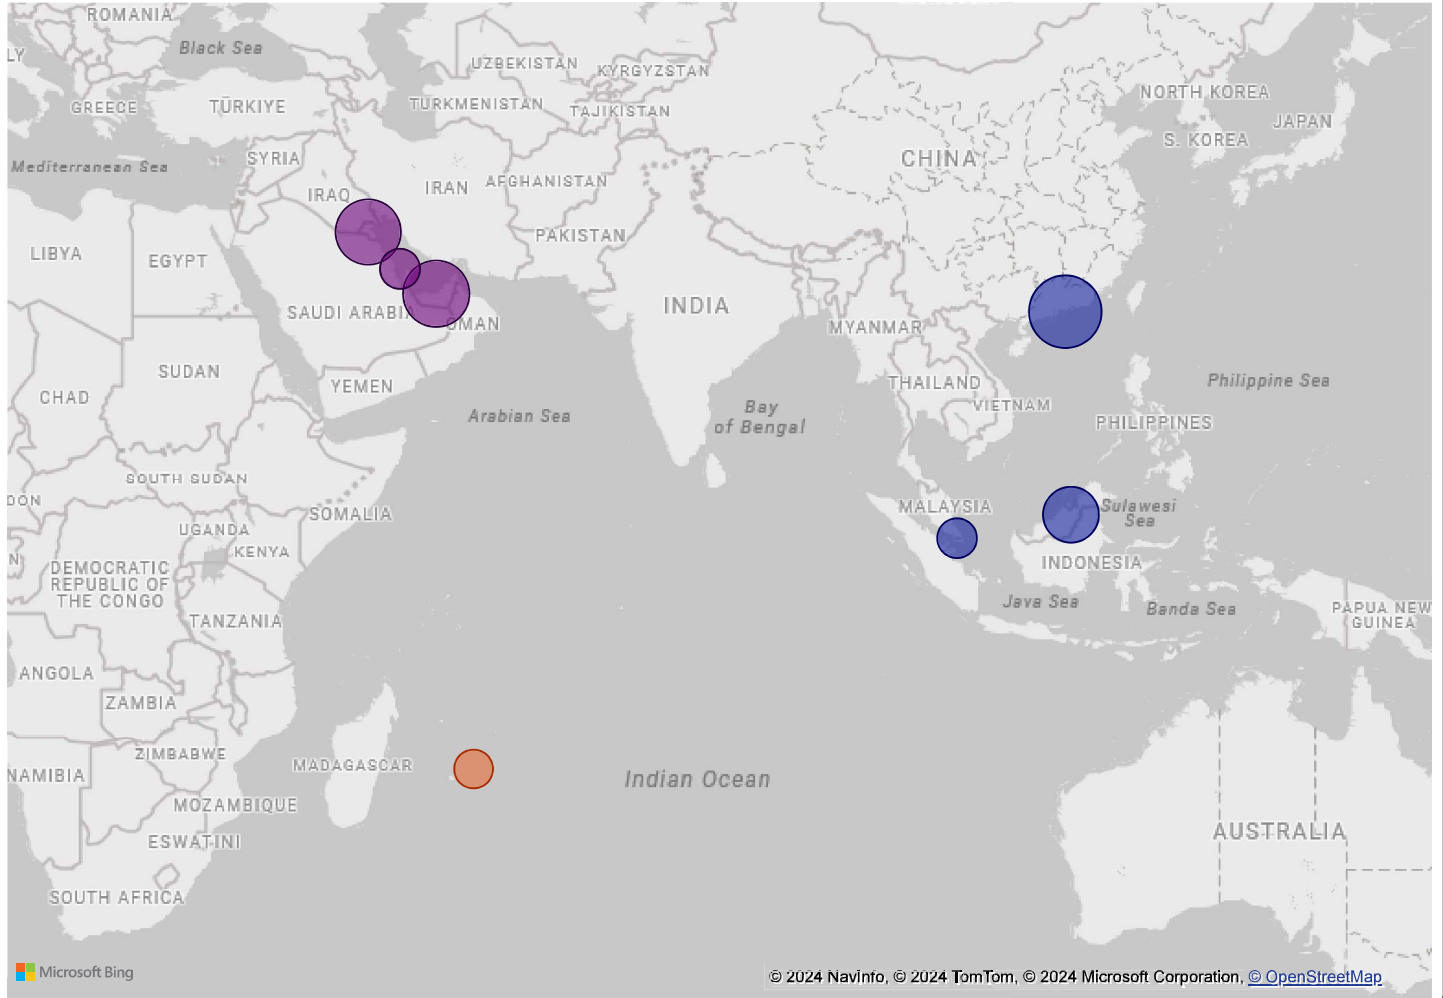 ROMANIA
LY
Black Sea
UZBEKISTAN
KYRGYZSTAN
NORTH KOREA
GREECE
TÜRKIYE
TURKMENISTAN
TAJIKISTAN
JAPAN
S. KOREA
Mediterranean Sea
SYRIA
CHINA
IRAQ
IRAN
AFGHANISTAN
PAKISTAN
LIBYA
EGYPT
INDIA
SAUDI ARABIA
OMAN
MYANMAR
SUDAN
YEMEN
THAILAND
Philippine Sea
CHAD
Arabian Sea
Bay
of Bengal
VIETNAM
PHILIPPINES
SOUTH SUDAN
OON
SOMALIA
MALAYSIA
Sulawesi
Sea
UGANDA
KENYA
N
DEMOCRATIC
REPUBLIC OF
THE CONGO
INDONESIA
Java Sea
Banda Sea
PAPUA NEW
GUINEA
TANZANIA
ANGOLA
ZAMBIA
ZIMBABWE
MADAGASCAR
NAMIBIA
Indian Ocean
MOZAMBIQUE
AUSTRALIA
ESWATINI
SOUTH AFRICA
Microsoft Bing
© 2024 NavInfo, © 2024 TomTom, © 2024 Microsoft Corporation, © OpenStreetMap